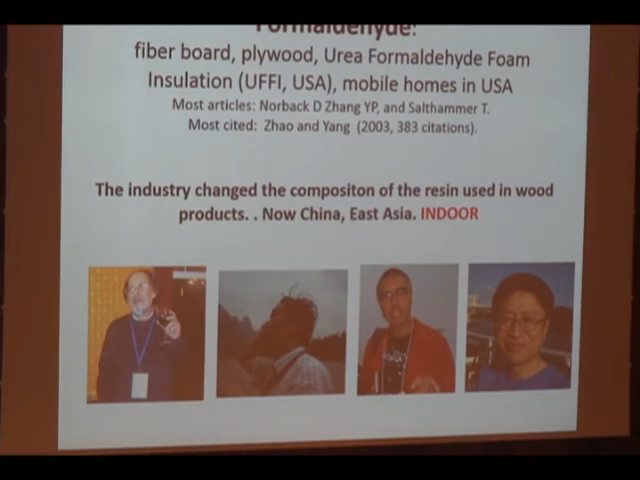 Formaldehyde:
fiber board, plywood, Urea Formaldehyde Foam
Insulation (UFFI, USA), mobile homes in USA
Most articles: Norback D Zhang YP, and Salthammer T.
Most cited:  Zhao and Yang  (2003, 383 citations).
The industry changed the compositon of the resin used in wood
products. . Now China, East Asia. INDOOR